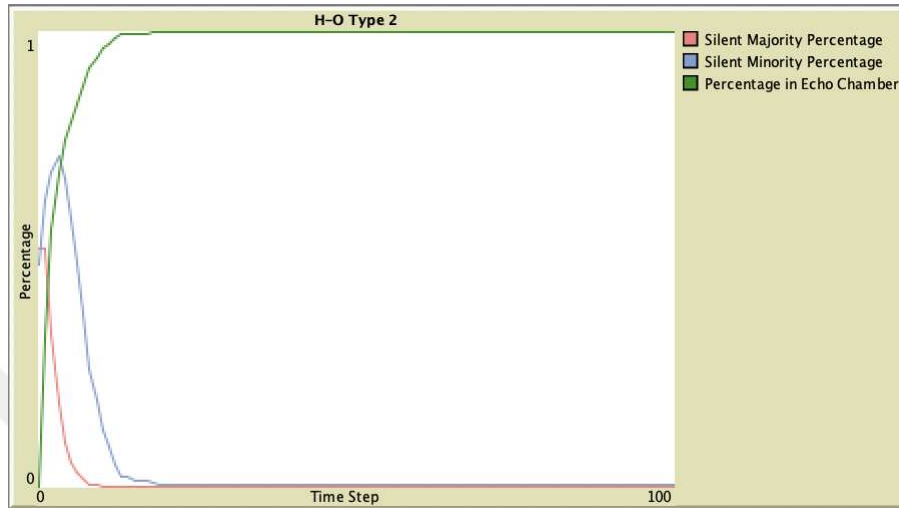 H-O Type 2
1
Silent Majority Percentage
Silent Minority Percentage
Percentage in Echo Chamber
Percentage
0
0
Time Step
100